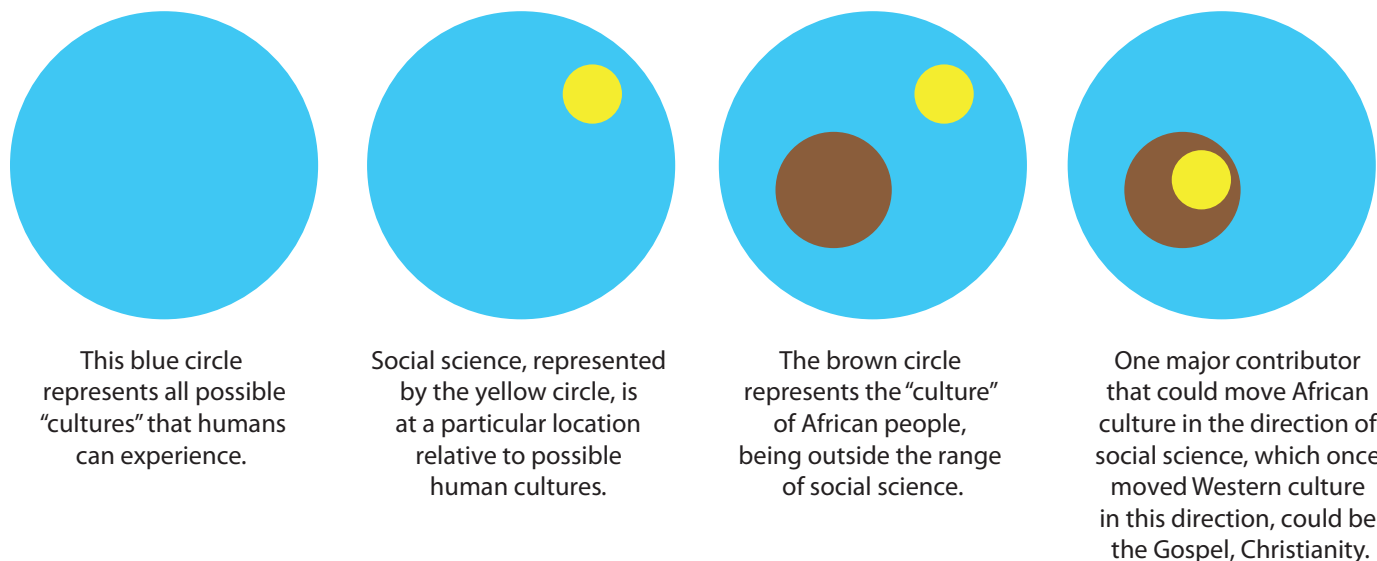 This blue circle
represents all possible
“cultures” that humans
can experience.
Social science, represented
by the yellow circle, is
at a particular location
relative to possible
human cultures.
The brown circle
represents the “culture”
of African people,
being outside the range
of social science.
One major contributor
that could move African
culture in the direction of
social science, which once
moved Western culture
in this direction, could be
the Gospel, Christianity.